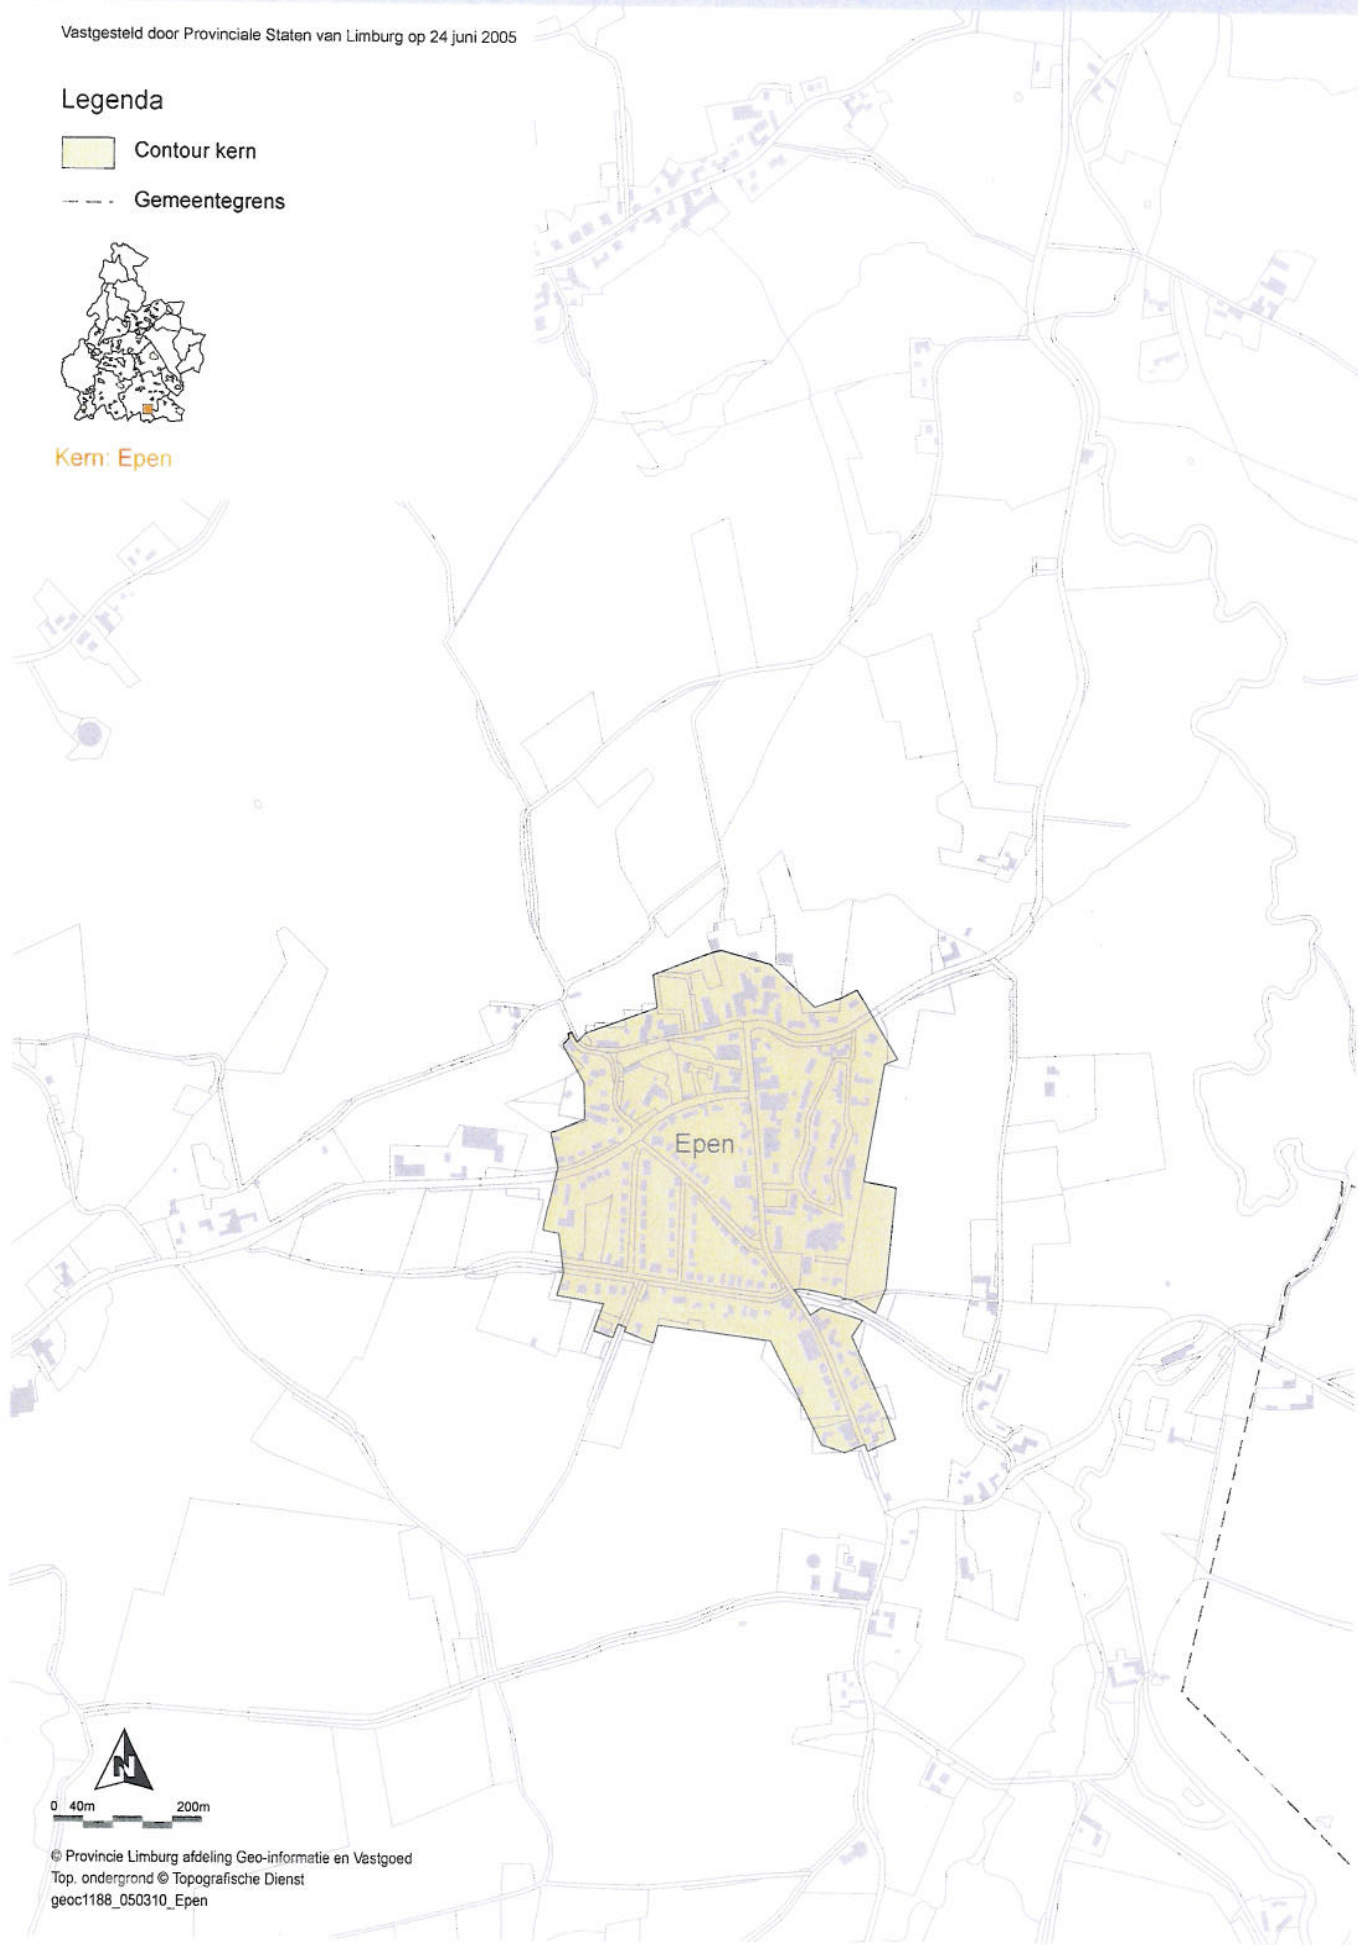 Vastgesteld door Provinciale Staten van Limburg op 24 juni 2005
Legenda
Contour kern
Gemeentegrens
Kern: Epen
Epen
N
0 40m 200m
© Provincie Limburg afdeling Geo-informatie en Vastgoed
Top. ondergrond © Topografische Dienst
geoc1188_050310_Epen